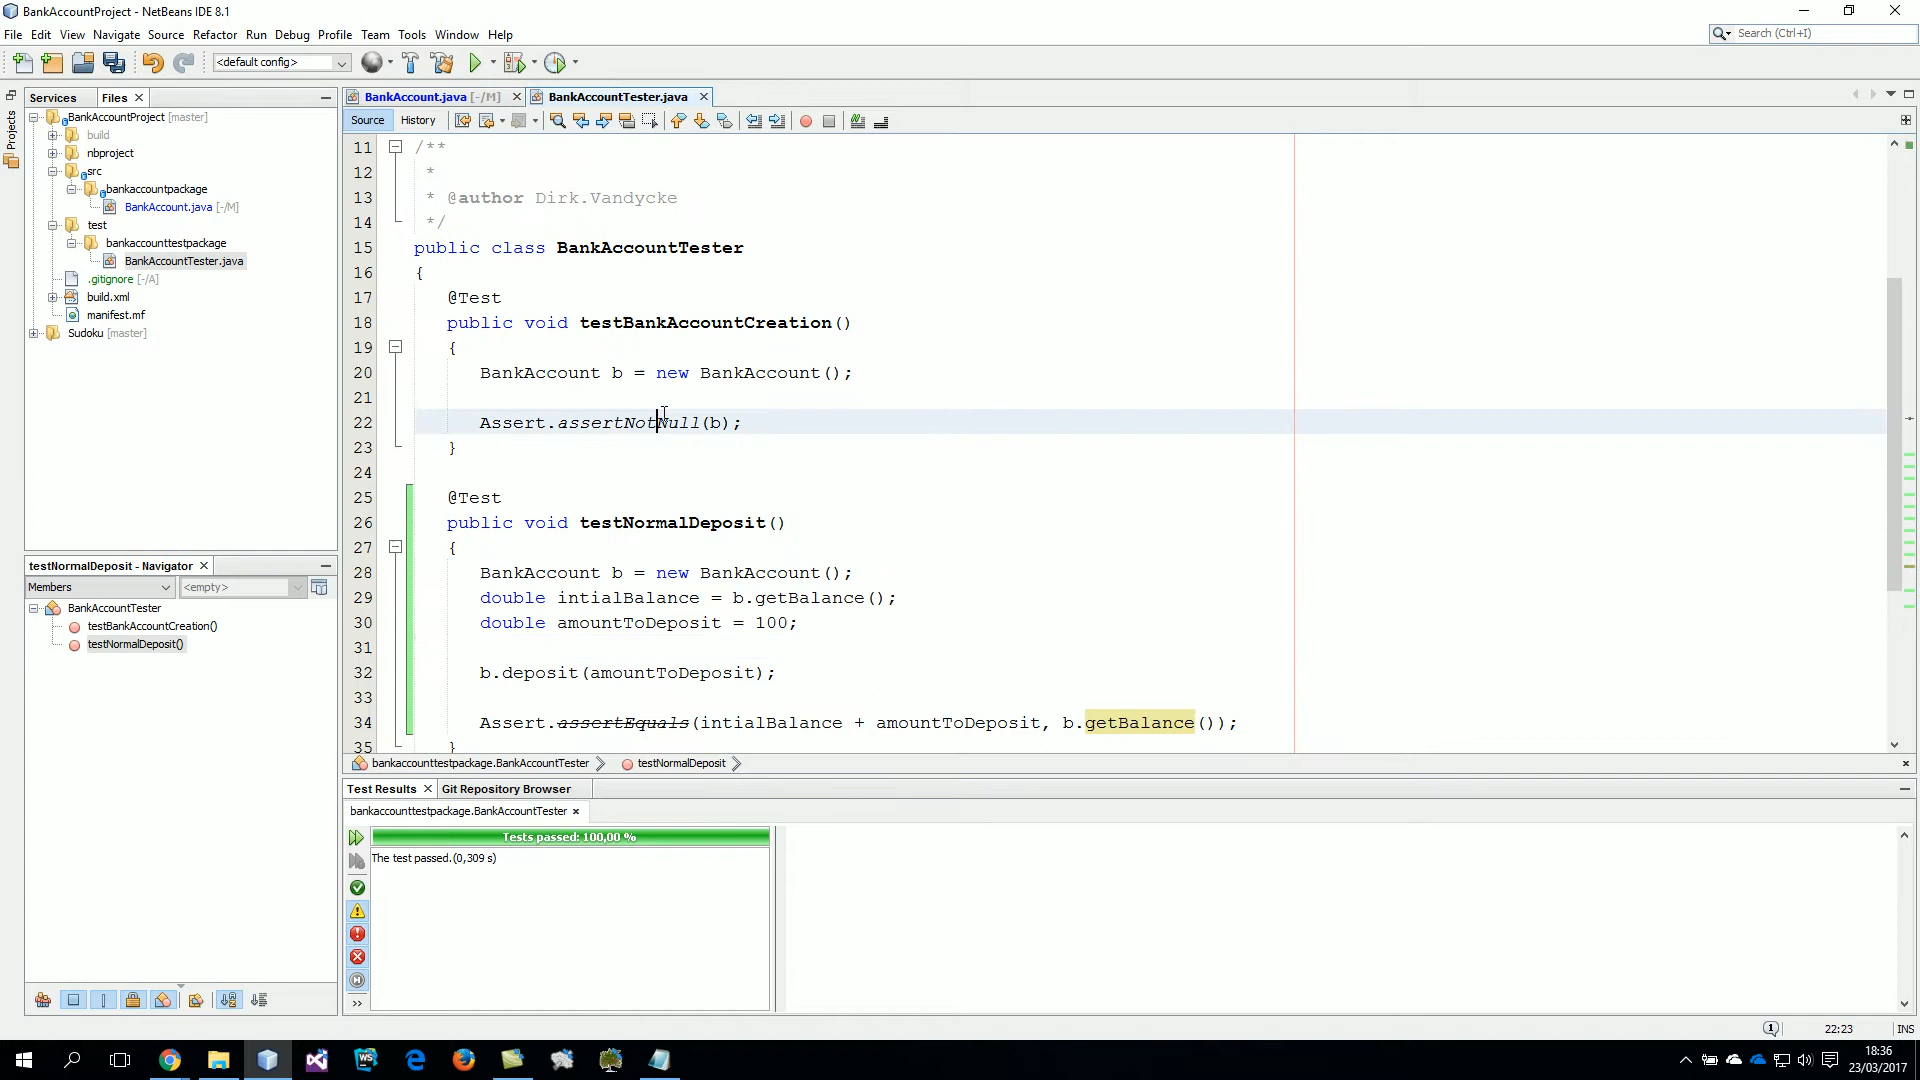 BankAccountProject - NetBeans IDE 8.1
File Edit View Navigate Source Refactor Run Debug Profile Team Tools Window Help
Search (Ctrl+I)
<default config>
Services Files
Projects
BankAccountProject [master]
build
nbproject
src
bankaccountpackage
BankAccount.java [-/M]
test
bankaccounttestpackage
BankAccountTester.java
.gitignore [-/A]
build.xml
manifest.mf
Sudoku [master]
testNormalDeposit - Navigator
Members <empty>
BankAccountTester
testBankAccountCreation()
testNormalDeposit()
BankAccount.java [-/M] BankAccountTester.java
Source History
11 /**
12 *
13 * @author Dirk.Vandycke
14 */
15 public class BankAccountTester
16 {
17 @Test
18 public void testBankAccountCreation()
19 {
20 BankAccount b = new BankAccount();
21
22 Assert.assertNotNull(b);
23 }
24
25 @Test
26 public void testNormalDeposit()
27 {
28 BankAccount b = new BankAccount();
29 double intialBalance = b.getBalance();
30 double amountToDeposit = 100;
31
32 b.deposit(amountToDeposit);
33
34 Assert.assertEquals(intialBalance + amountToDeposit, b.getBalance());
35 }
bankaccounttestpackage.BankAccountTester testNormalDeposit
Test Results Git Repository Browser
bankaccounttestpackage.BankAccountTester
Tests passed: 100,00 %
The test passed.(0,309 s)
22:23 INS
18:36
23/03/2017